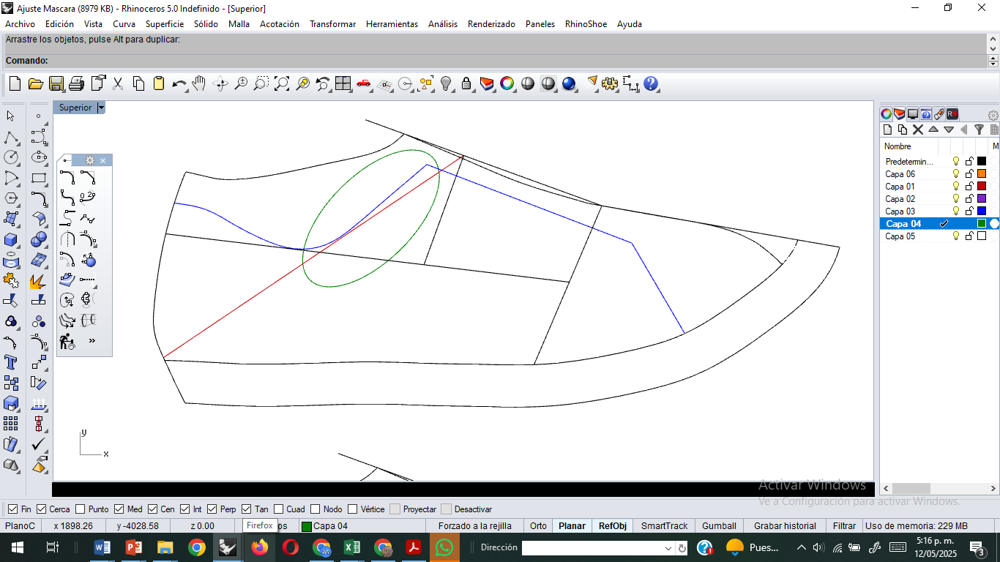 Ajuste Mascara (8979 KB) - Rhinoceros 5.0 Indefinido - [Superior]
Archivo Edición Vista Curva Superficie Sólido Malla Acotación Transformar Herramientas Análisis Renderizado Paneles RhinoShoe Ayuda
Arrastre los objetos, pulse Alt para duplicar:
Comando:
Superior
Nombre M
Predetermin...
Capa 06
Capa 01
Capa 02
Capa 03
Capa 04
Capa 05
y
x
Activar Windows
Ve a Configuración para activar Windows.
Fin Cerca Punto Med Cen Int Perp Tan Cuad Nodo Vértice Proyectar Desactivar
PlanoC x 1898.26 y -4028.58 z 0.00 os Capa 04 Forzado a la rejilla Orto Planar RefObj SmartTrack Gumball Grabar historial Filtrar Uso de memoria: 229 MB
Firefox
Dirección
Pues...
5:16 p. m.
12/05/2025
3